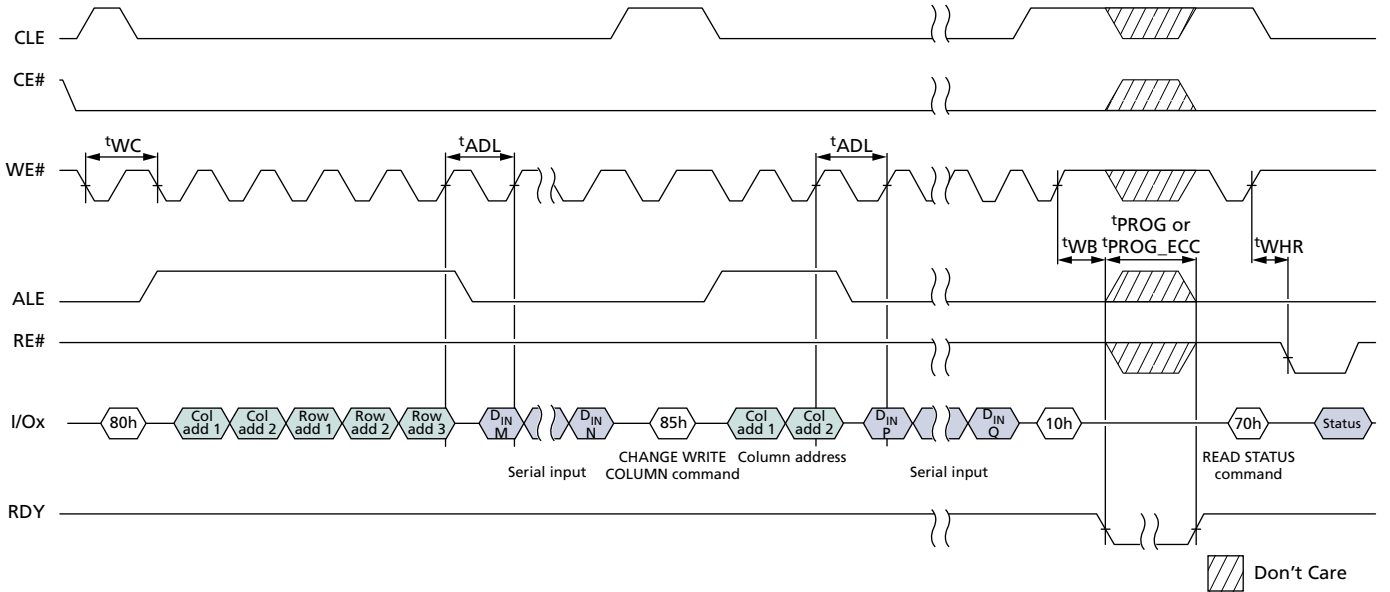 CLE
CE#
tWC
tADL
tADL
WE#
tPROG or
tWB tPROG_ECC
tWHR
ALE
RE#
I/Ox
80h
Col add 1
Col add 2
Row add 1
Row add 2
Row add 3
DIN M
DIN N
85h
Col add 1
Col add 2
DIN P
DIN Q
10h
70h
Status
Serial input
CHANGE WRITE
COLUMN command
Column address
Serial input
READ STATUS
command
RDY
Don't Care